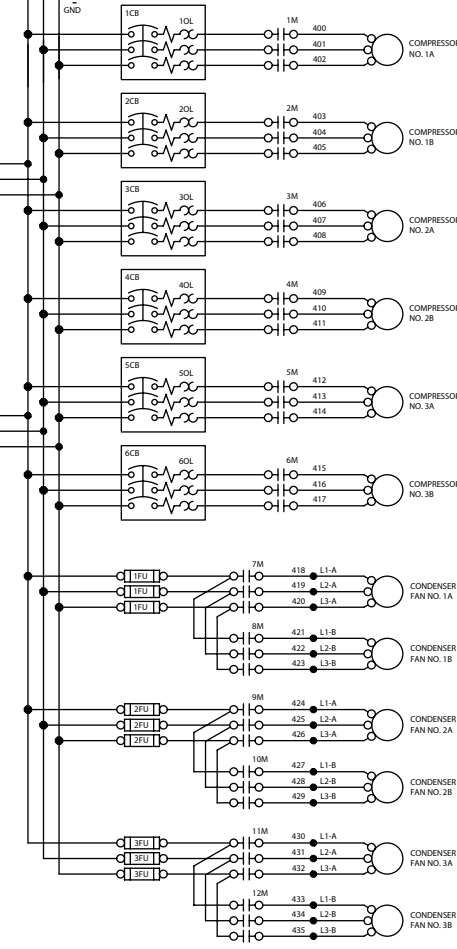 GND
1CB
1OL
1M
400
401
402
COMPRESSOR
NO. 1A
2CB
2OL
2M
403
404
405
COMPRESSOR
NO. 1B
3CB
3OL
3M
406
407
408
COMPRESSOR
NO. 2A
4CB
4OL
4M
409
410
411
COMPRESSOR
NO. 2B
5CB
5OL
5M
412
413
414
COMPRESSOR
NO. 3A
6CB
6OL
6M
415
416
417
COMPRESSOR
NO. 3B
7M
1FU 418 L1-A
1FU 419 L2-A
1FU 420 L3-A
CONDENSER
FAN NO. 1A
8M
421 L1-B
422 L2-B
423 L3-B
CONDENSER
FAN NO. 1B
9M
2FU 424 L1-A
2FU 425 L2-A
2FU 426 L3-A
CONDENSER
FAN NO. 2A
10M
427 L1-B
428 L2-B
429 L3-B
CONDENSER
FAN NO. 2B
11M
3FU 430 L1-A
3FU 431 L2-A
3FU 432 L3-A
CONDENSER
FAN NO. 3A
12M
433 L1-B
434 L2-B
435 L3-B
CONDENSER
FAN NO. 3B